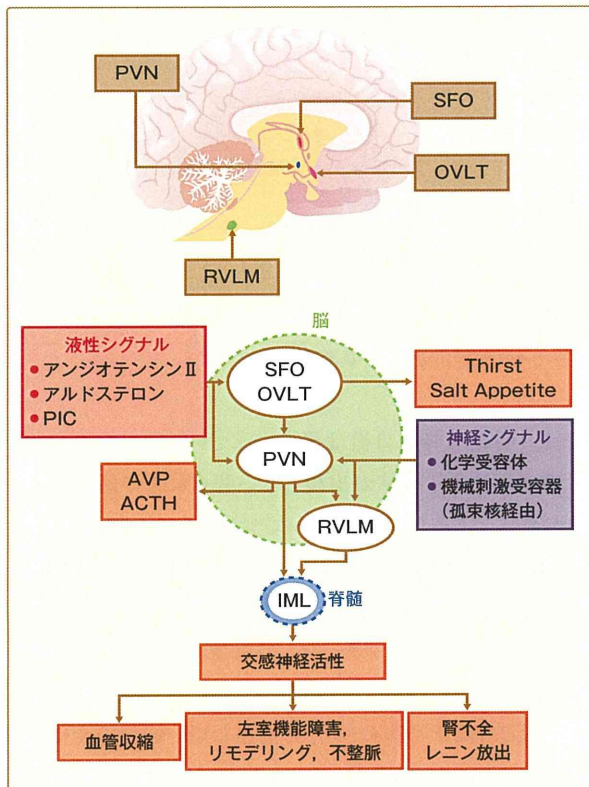 PVN
SFO
OVLT
RVLM
脳
液性シグナル
● アンジオテンシンⅡ
● アルドステロン
● PIC
SFO
OVLT
Thirst
Salt Appetite
PVN
神経シグナル
● 化学受容体
● 機械刺激受容器
(孤束核経由)
AVP
ACTH
RVLM
IML
脊髄
交感神経活性
血管収縮
左室機能障害,
リモデリング, 不整脈
腎不全
レニン放出